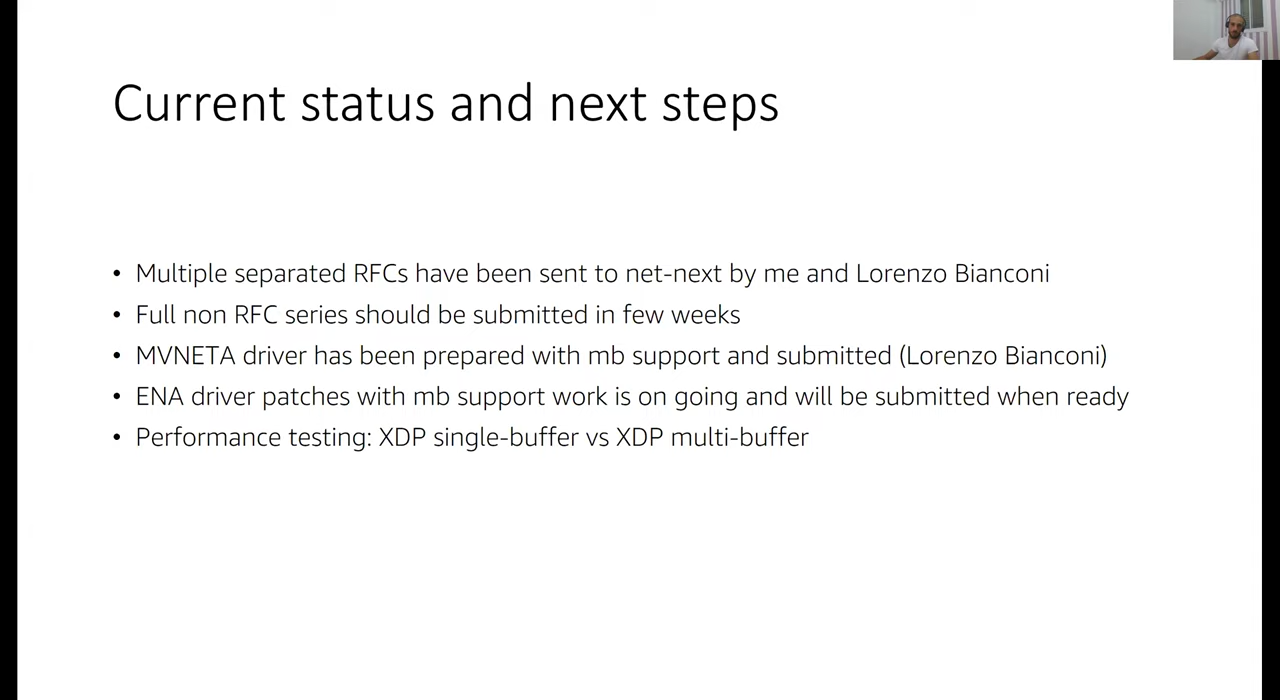 Current status and next steps
• Multiple separated RFCs have been sent to net-next by me and Lorenzo Bianconi
• Full non RFC series should be submitted in few weeks
• MVNETA driver has been prepared with mb support and submitted (Lorenzo Bianconi)
• ENA driver patches with mb support work is on going and will be submitted when ready
• Performance testing: XDP single-buffer vs XDP multi-buffer